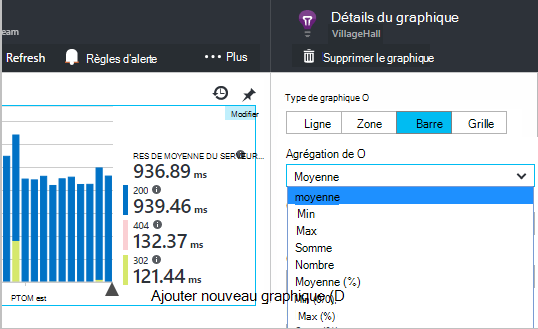 eam
Refresh
Règles d'alerte
••• Plus
Modifier
RES DE MOYENNE DU SERVEUR...
936.89 ms
200
939.46 ms
404
132.37 ms
302
121.44 ms
PTOM est
Ajouter nouveau graphique (D
Détails du graphique
VillageHall
Supprimer le graphique
Type de graphique O
Ligne
Zone
Barre
Grille
Agrégation de O
Moyenne
moyenne
Min
Max
Somme
Nombre
Moyenne (%)
Max (%)